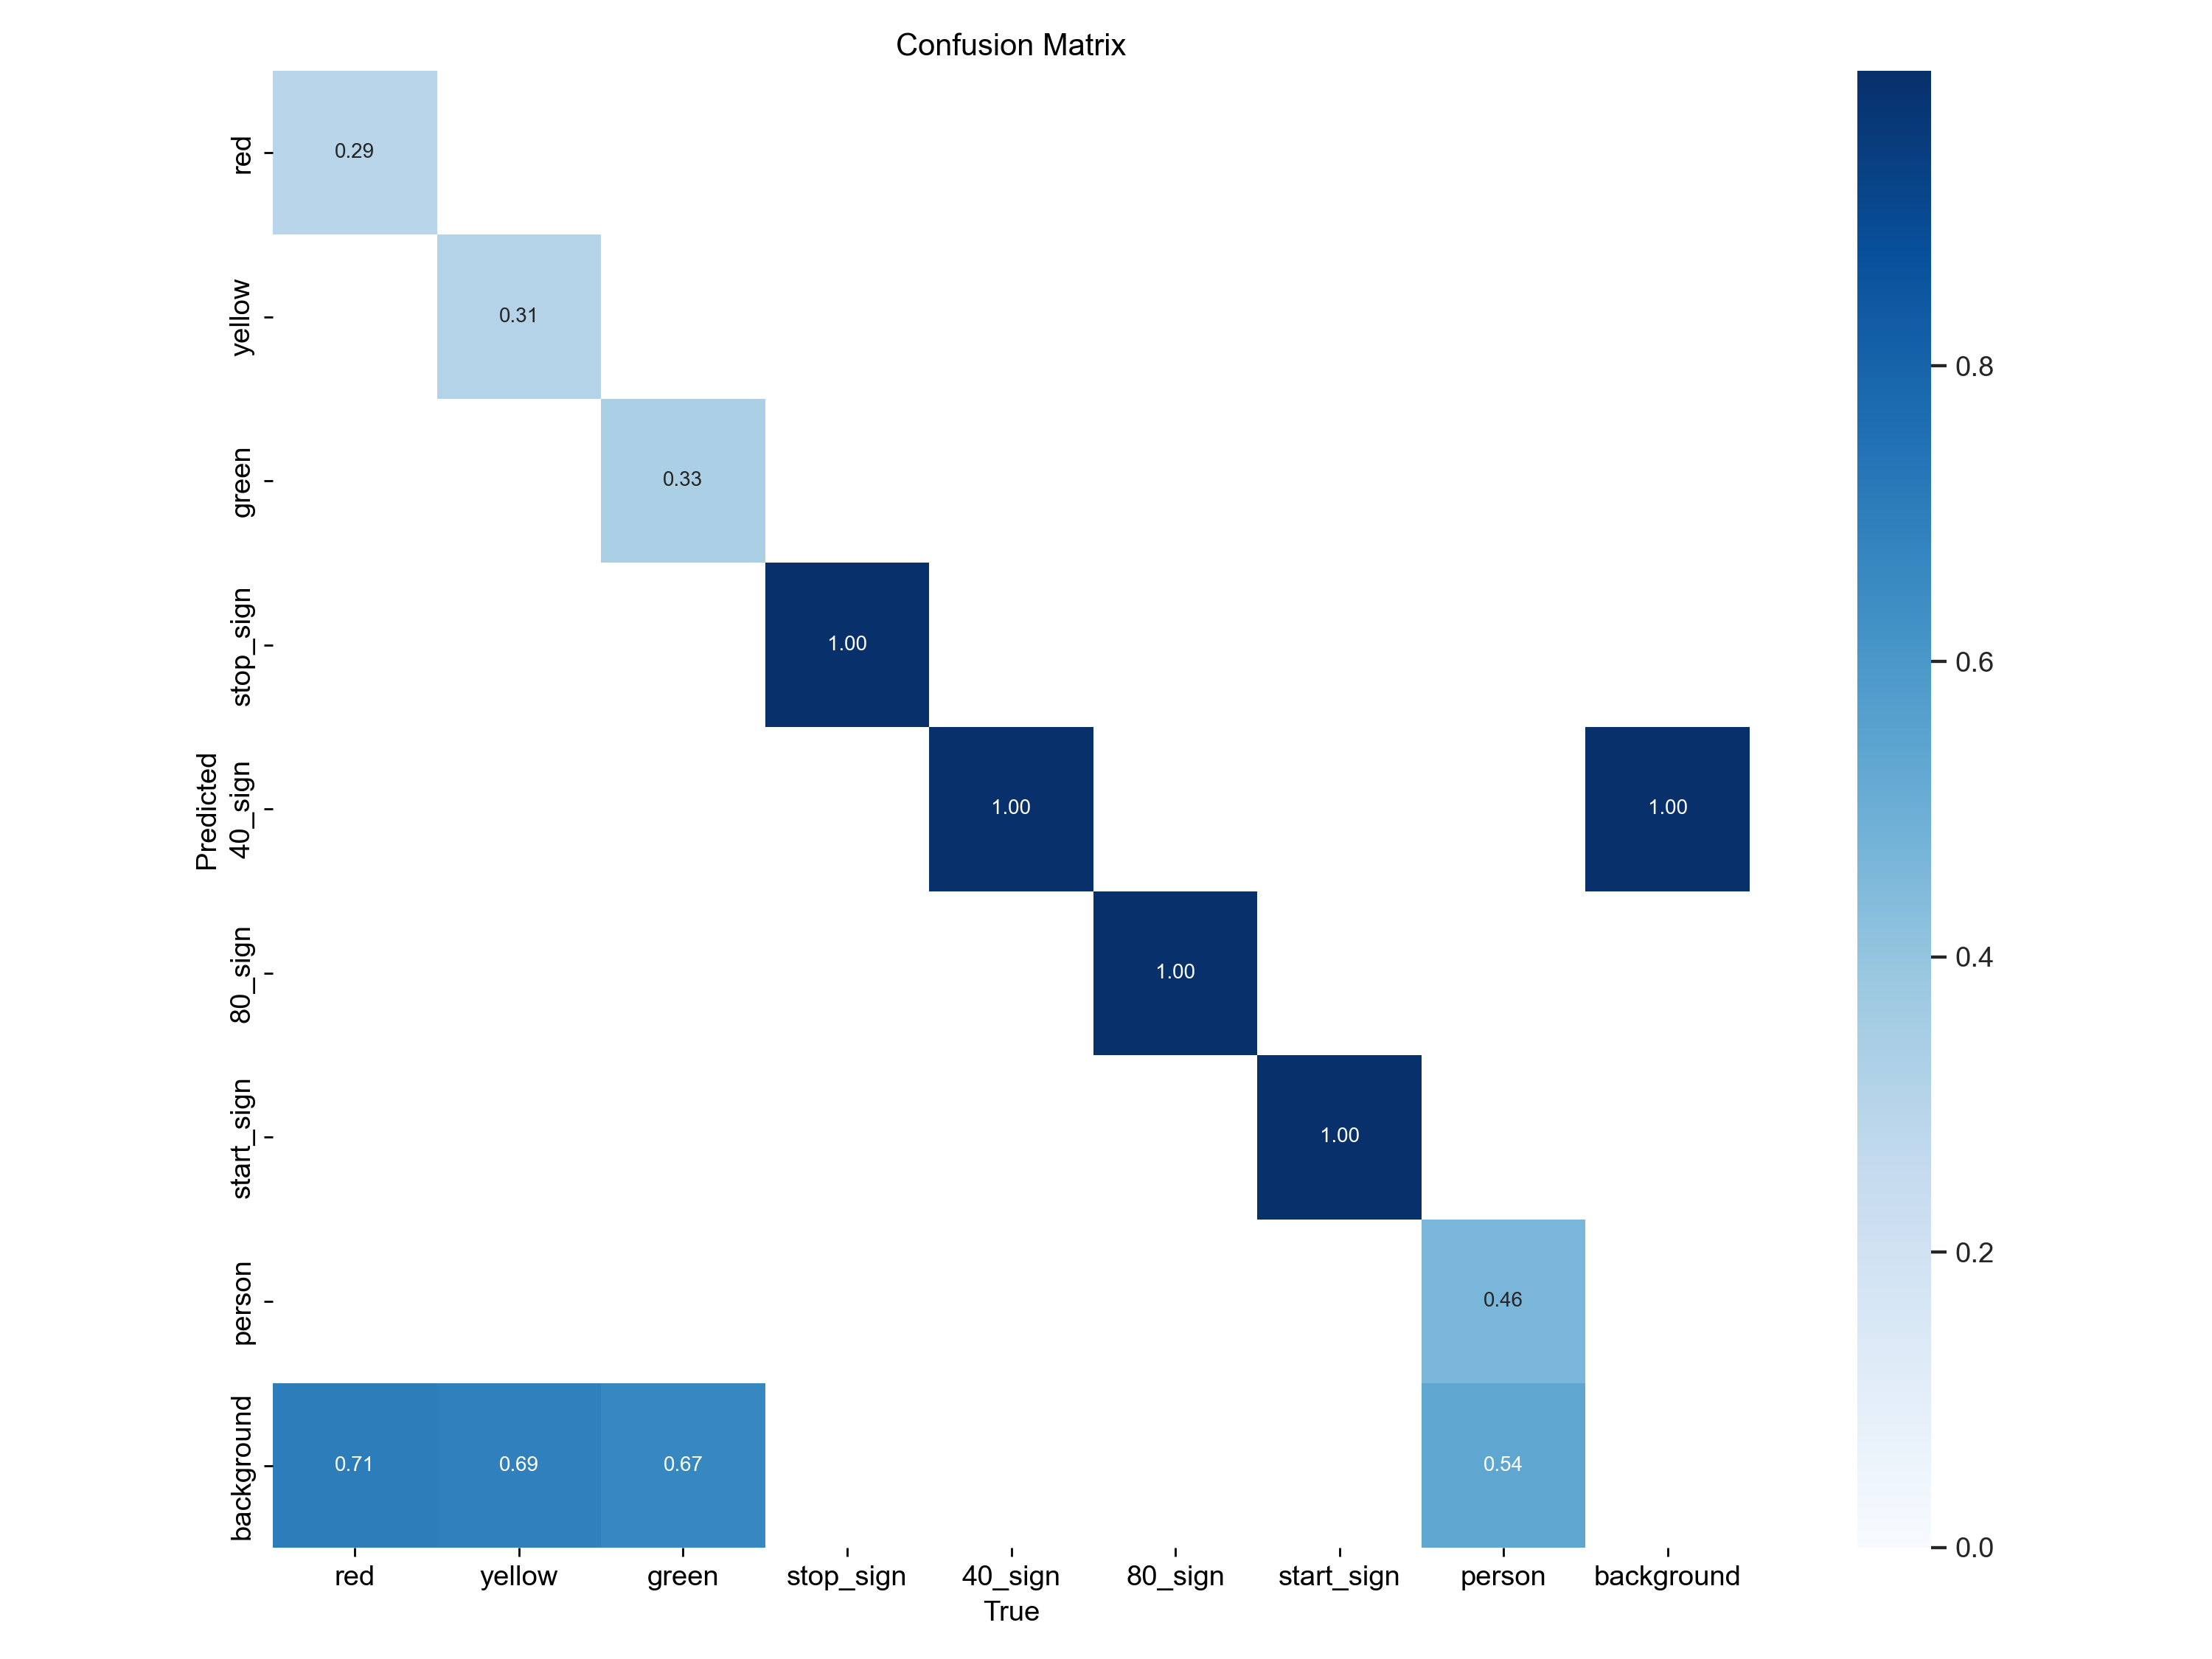 Confusion Matrix
Predicted
red
0.29
yellow
0.31
green
0.33
stop_sign
1.00
40_sign
1.00 1.00
80_sign
1.00
start_sign
1.00
person
0.46
background
0.71 0.69 0.67 0.54
red yellow green stop_sign 40_sign 80_sign start_sign person background
True
0.8
0.6
0.4
0.2
0.0